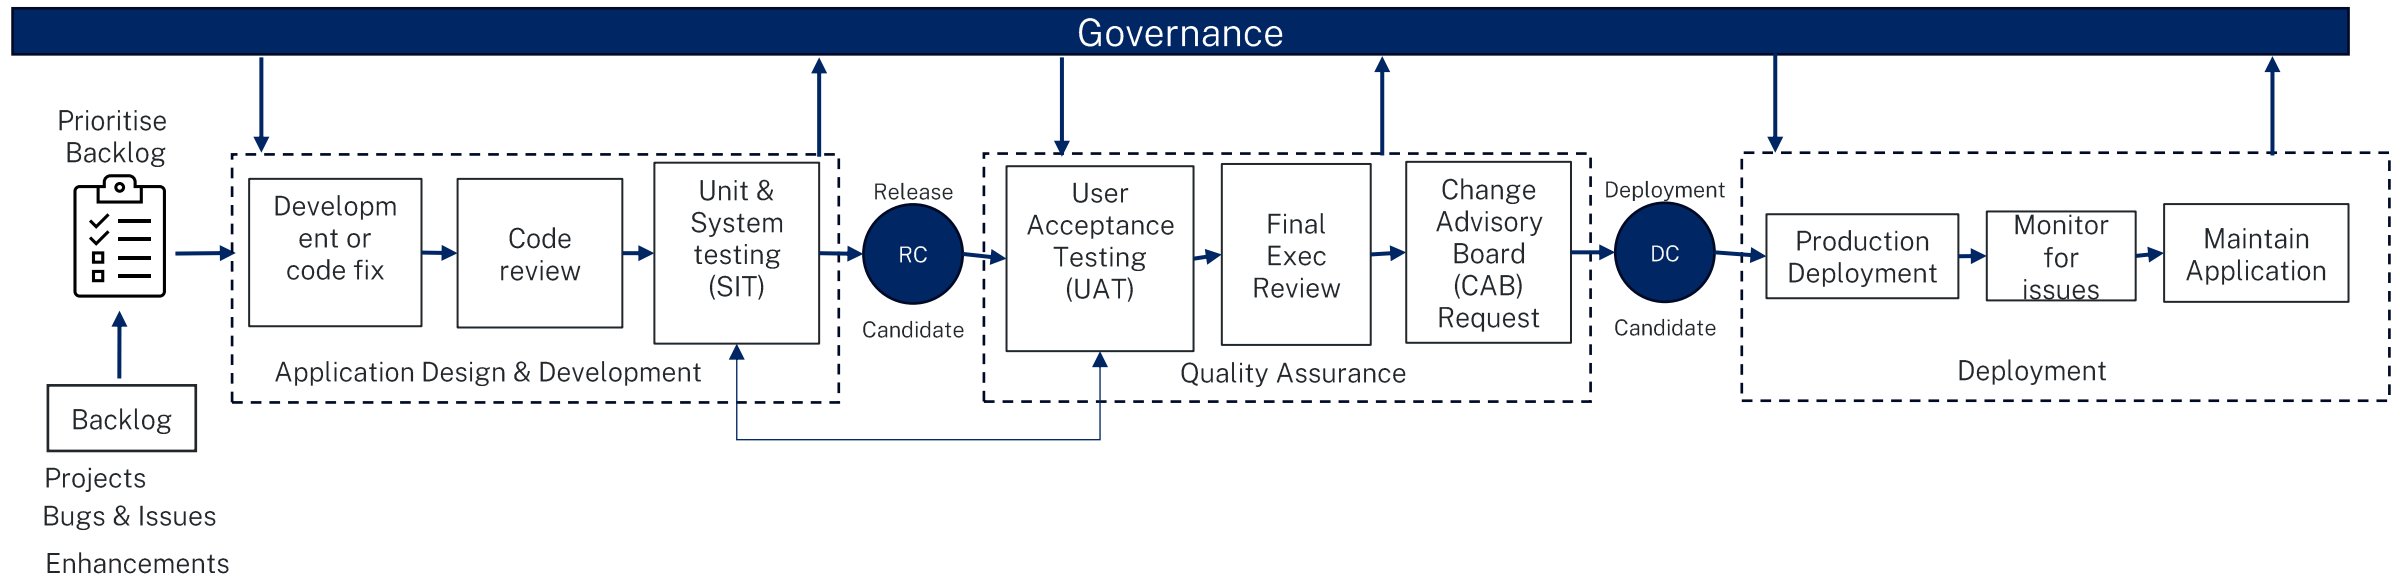 Governance
Prioritise
Backlog
Backlog
Projects
Bugs & Issues
Enhancements
Developm
ent or
code fix
Code
review
Unit &
System
testing
(SIT)
Application Design & Development
Release
RC
Candidate
User
Acceptance
Testing
(UAT)
Final
Exec
Review
Change
Advisory
Board
(CAB)
Request
Quality Assurance
Deployment
DC
Candidate
Production
Deployment
Monitor
for
issues
Maintain
Application
Deployment